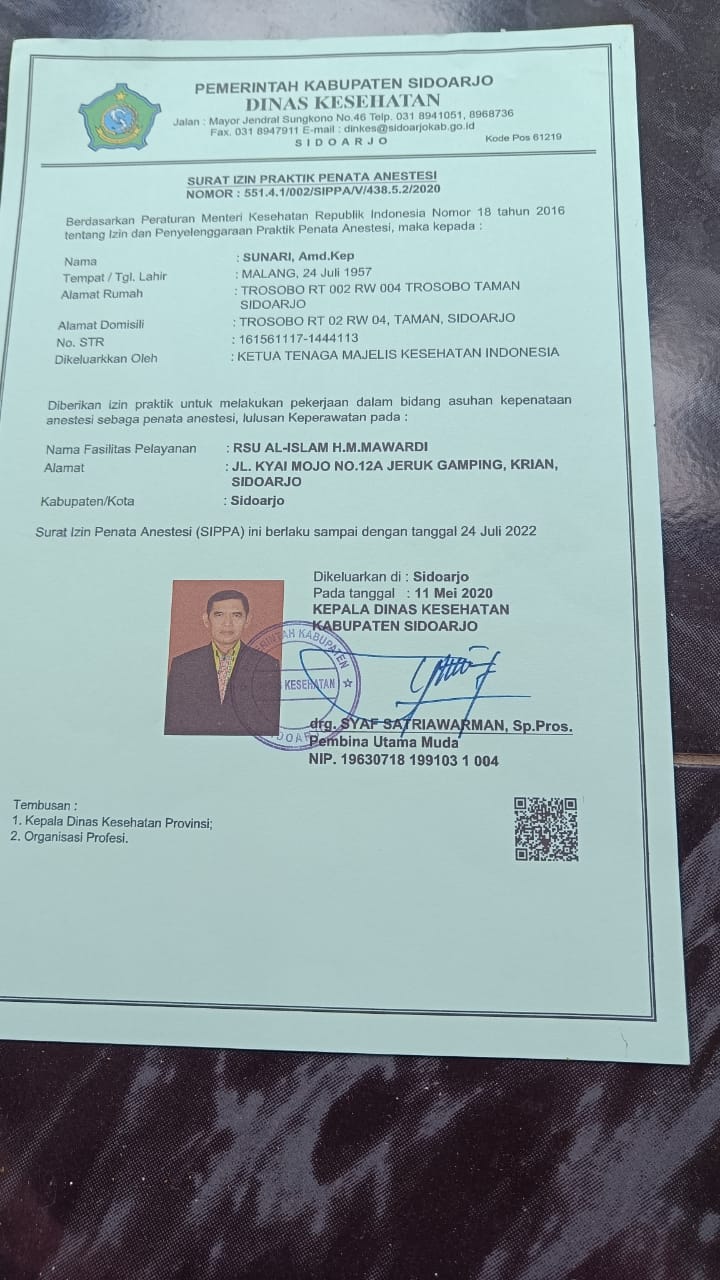 PEMERINTAH KABUPATEN SIDOARJO
DINAS KESEHATAN
Jalan : Mayor Jendral Sungkono No.46 Telp. 031 8941051, 8968736
Fax. 031 8947911 E-mail : dinkes@sidoarjokab.go.id
SIDOARJO
Kode Pos 61219
SURAT IZIN PRAKTIK PENATA ANESTESI
NOMOR : 551.4.1/002/SIPPA/V/438.5.2/2020
Berdasarkan Peraturan Menteri Kesehatan Republik Indonesia Nomor 18 tahun 2016
tentang Izin dan Penyelenggaraan Praktik Penata Anestesi, maka kepada :
Nama : SUNARI, Amd.Kep
Tempat / Tgl. Lahir : MALANG, 24 Juli 1957
Alamat Rumah : TROSOBO RT 002 RW 004 TROSOBO TAMAN
SIDOARJO
Alamat Domisili : TROSOBO RT 02 RW 04, TAMAN, SIDOARJO
No. STR : 161561117-1444113
Dikeluarkkan Oleh : KETUA TENAGA MAJELIS KESEHATAN INDONESIA
Diberikan izin praktik untuk melakukan pekerjaan dalam bidang asuhan kepenataan
anestesi sebagai penata anestesi, lulusan Keperawatan pada :
Nama Fasilitas Pelayanan : RSU AL-ISLAM H.M.MAWARDI
Alamat : JL. KYAI MOJO NO.12A JERUK GAMPING, KRIAN,
SIDOARJO
Kabupaten/Kota : Sidoarjo
Surat Izin Penata Anestesi (SIPPA) ini berlaku sampai dengan tanggal 24 Juli 2022
Dikeluarkan di : Sidoarjo
Pada tanggal : 11 Mei 2020
KEPALA DINAS KESEHATAN
KABUPATEN SIDOARJO
KABUPATEN
KESEHATAN
drg. SYAF SATRIAWARMAN, Sp.Pros.
Pembina Utama Muda
NIP. 19630718 199103 1 004
Tembusan :
1. Kepala Dinas Kesehatan Provinsi;
2. Organisasi Profesi.